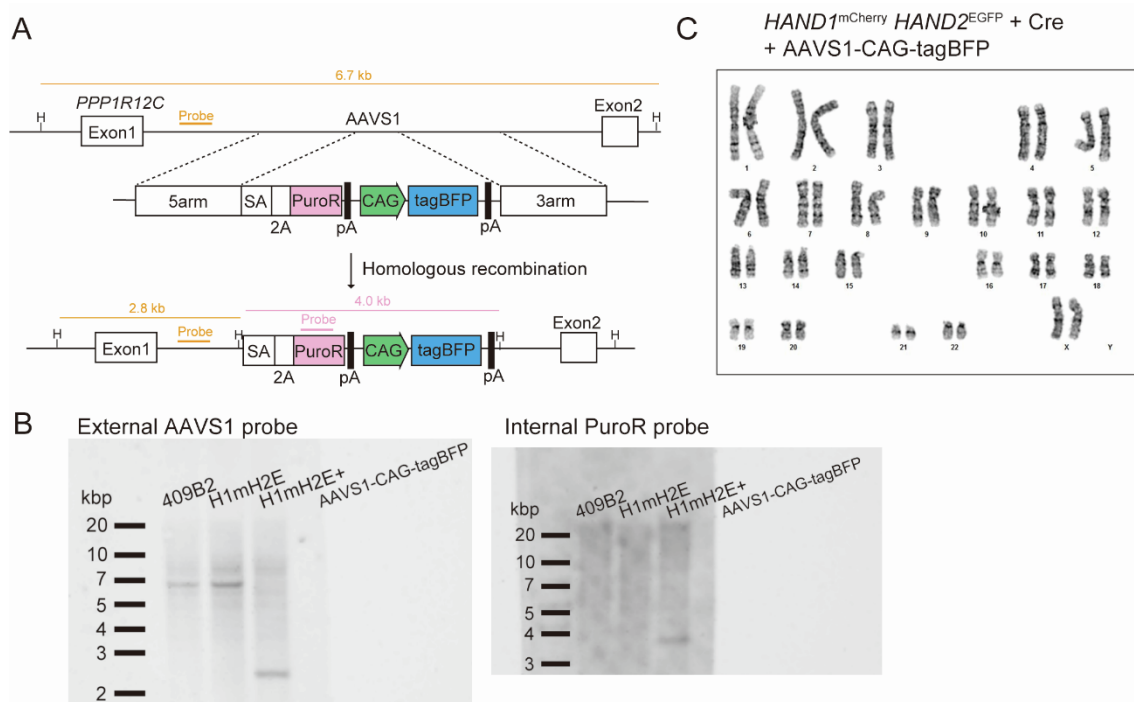 A
6.7 kb
H
PPP1R12C
Probe
Exon1
AAVS1
Exon2
H
5arm
SA
PuroR
CAG
tagBFP
3arm
2A
pA
pA
Homologous recombination
2.8 kb
4.0 kb
H
Probe
H
Probe
H
Exon2
H
Exon1
SA
PuroR
CAG
tagBFP
2A
pA
pA
B
External AAVS1 probe
kbp
409B2
H1mH2E
H1mH2E+
AAVS1-CAG-tagBFP
20
10
7
5
4
3
2
Internal PuroR probe
kbp
409B2
H1mH2E
H1mH2E+
AAVS1-CAG-tagBFP
20
10
7
5
4
3
C
HAND1mCherry HAND2EGFP + Cre
+ AAVS1-CAG-tagBFP
1 2 3 4 5
6 7 8 9 10 11 12
13 14 15 16 17 18
19 20 21 22 X Y